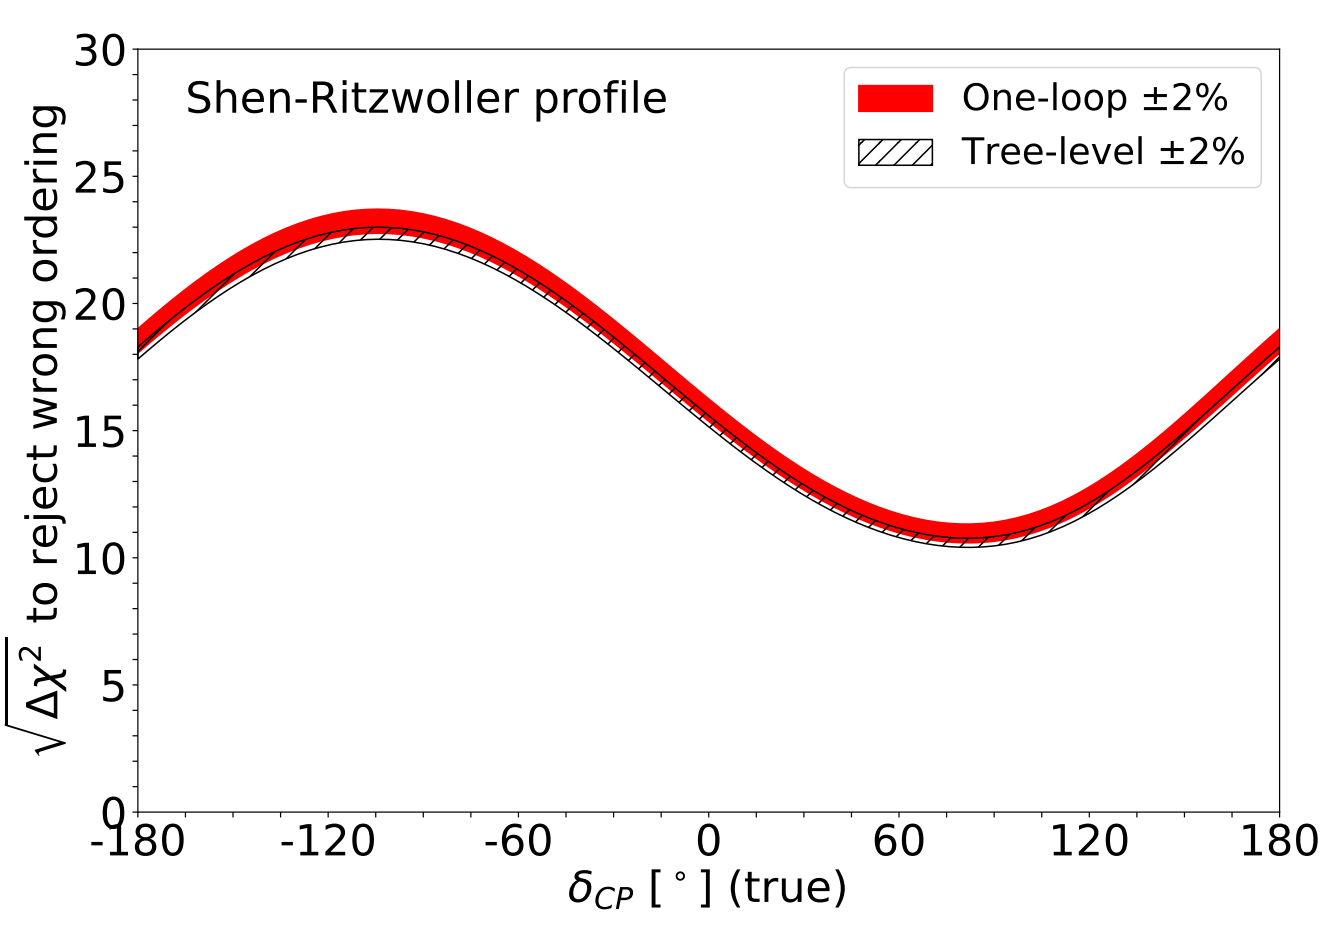 Shen-Ritzwoller profile
One-loop ±2%
Tree-level ±2%
√Δχ² to reject wrong ordering
30
25
20
15
10
5
0
-180 -120 -60 0 60 120 180
δ_CP [°] (true)